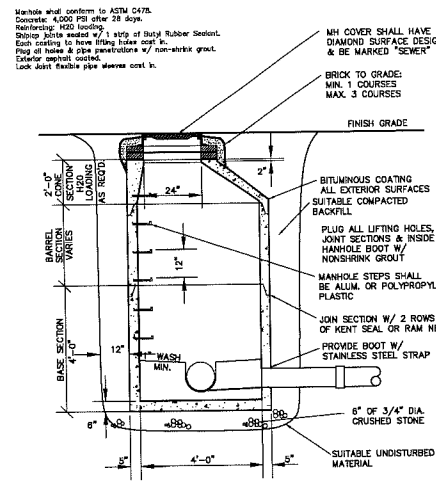 Manhole shall conform to ASTM C478.
Concrete: 4,000 PSI after 28 days.
Reinforcing: H20 loading.
Shiplap joints sealed w/ 1 strip of Butyl Rubber Sealant.
Each casting to have lifting holes cast in.
Plug all holes & pipe penetrations w/ non-shrink grout.
Exterior asphalt coated.
Lock Joint flexible pipe sleeves cast in.
MH COVER SHALL HAVE
DIAMOND SURFACE DESIG
& BE MARKED "SEWER"
BRICK TO GRADE:
MIN. 1 COURSES
MAX. 3 COURSES
FINISH GRADE
2"
2'-0"
CONE
SECTION
H20
LOADING
AS REQ'D.
24"
BITUMINOUS COATING
ALL EXTERIOR SURFACES
SUITABLE COMPACTED
BACKFILL
BARREL
SECTION
VARIES
PLUG ALL LIFTING HOLES,
JOINT SECTIONS & INSIDE
MANHOLE BOOT W/
NONSHRINK GROUT
12"
MANHOLE STEPS SHALL
BE ALUM. OR POLYPROPYL
PLASTIC
JOIN SECTION W/ 2 ROWS
OF KENT SEAL OR RAM NE
BASE SECTION
4'-0"
12"
WASH
MIN.
PROVIDE BOOT W/
STAINLESS STEEL STRAP
6"
6" OF 3/4" DIA.
CRUSHED STONE
SUITABLE UNDISTURBED
MATERIAL
5"
4'-0"
5"